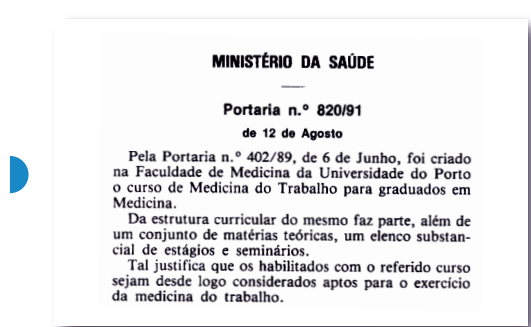 MINISTÉRIO DA SAÚDE
Portaria n.º 820/91
de 12 de Agosto
Pela Portaria n.º 402/89, de 6 de Junho, foi criado
na Faculdade de Medicina da Universidade do Porto
o curso de Medicina do Trabalho para graduados em
Medicina.
Da estrutura curricular do mesmo faz parte, além de
um conjunto de matérias teóricas, um elenco substan-
cial de estágios e seminários.
Tal justifica que os habilitados com o referido curso
sejam desde logo considerados aptos para o exercício
da medicina do trabalho.